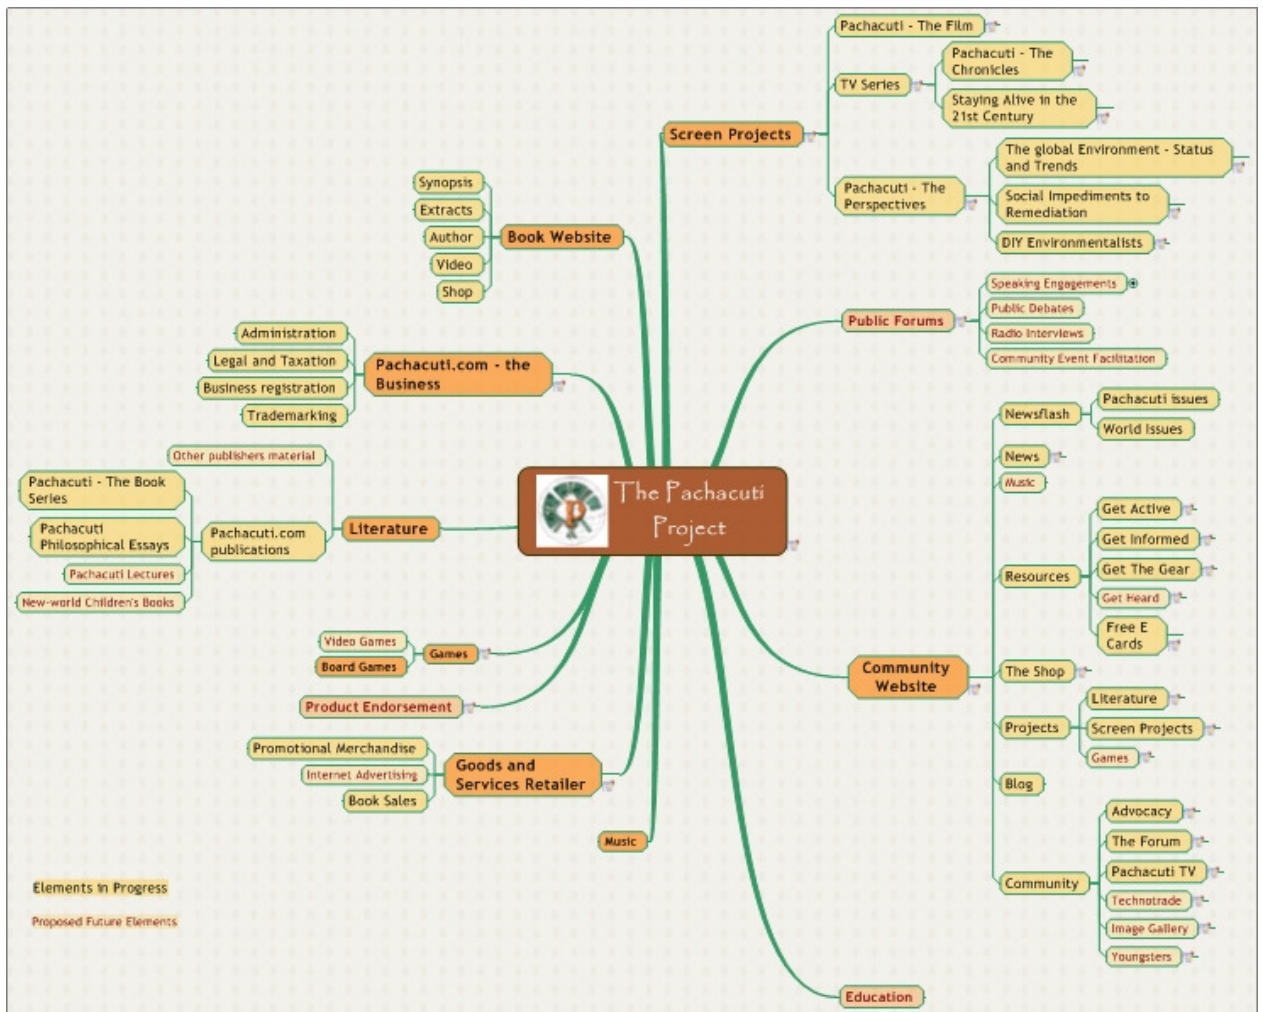 Pachacuti - The Film
TV Series
Pachacuti - The
Chronicles
Staying Alive in the
21st Century
Screen Projects
Pachacuti - The
Perspectives
The global Environment - Status
and Trends
Social Impediments to
Remediation
DIY Environmentalists
Synopsis
Extracts
Author
Video
Shop
Book Website
Public Forums
Speaking Engagements
Public Debates
Radio Interviews
Community Event Facilitation
Administration
Legal and Taxation
Business registration
Trademarking
Pachacuti.com - the
Business
Newsflash
Pachacuti issues
World Issues
News
Music
Other publishers material
Pachacuti - The Book
Series
Pachacuti
Philosophical Essays
Pachacuti Lectures
New-world Children's Books
Pachacuti.com
publications
Literature
P
The Pachacuti
Project
Resources
Get Active
Get Informed
Get The Gear
Get Heard
Free E
Cards
Video Games
Board Games
Games
Product Endorsement
Community
Website
The Shop
Projects
Literature
Screen Projects
Games
Blog
Promotional Merchandise
Internet Advertising
Book Sales
Goods and
Services Retailer
Music
Community
Advocacy
The Forum
Pachacuti TV
Technotrade
Image Gallery
Youngsters
Elements in Progress
Proposed Future Elements
Education